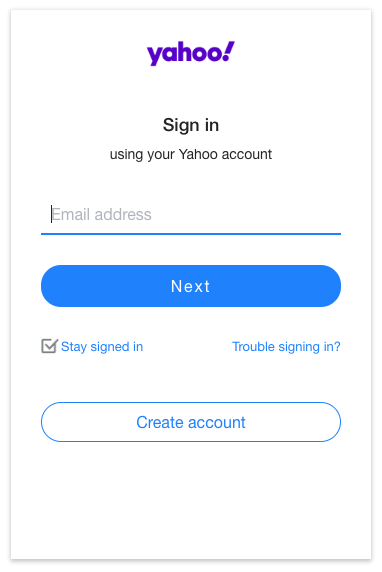 yahoo!
Sign in
using your Yahoo account
Email address
Next
Stay signed in
Trouble signing in?
Create account